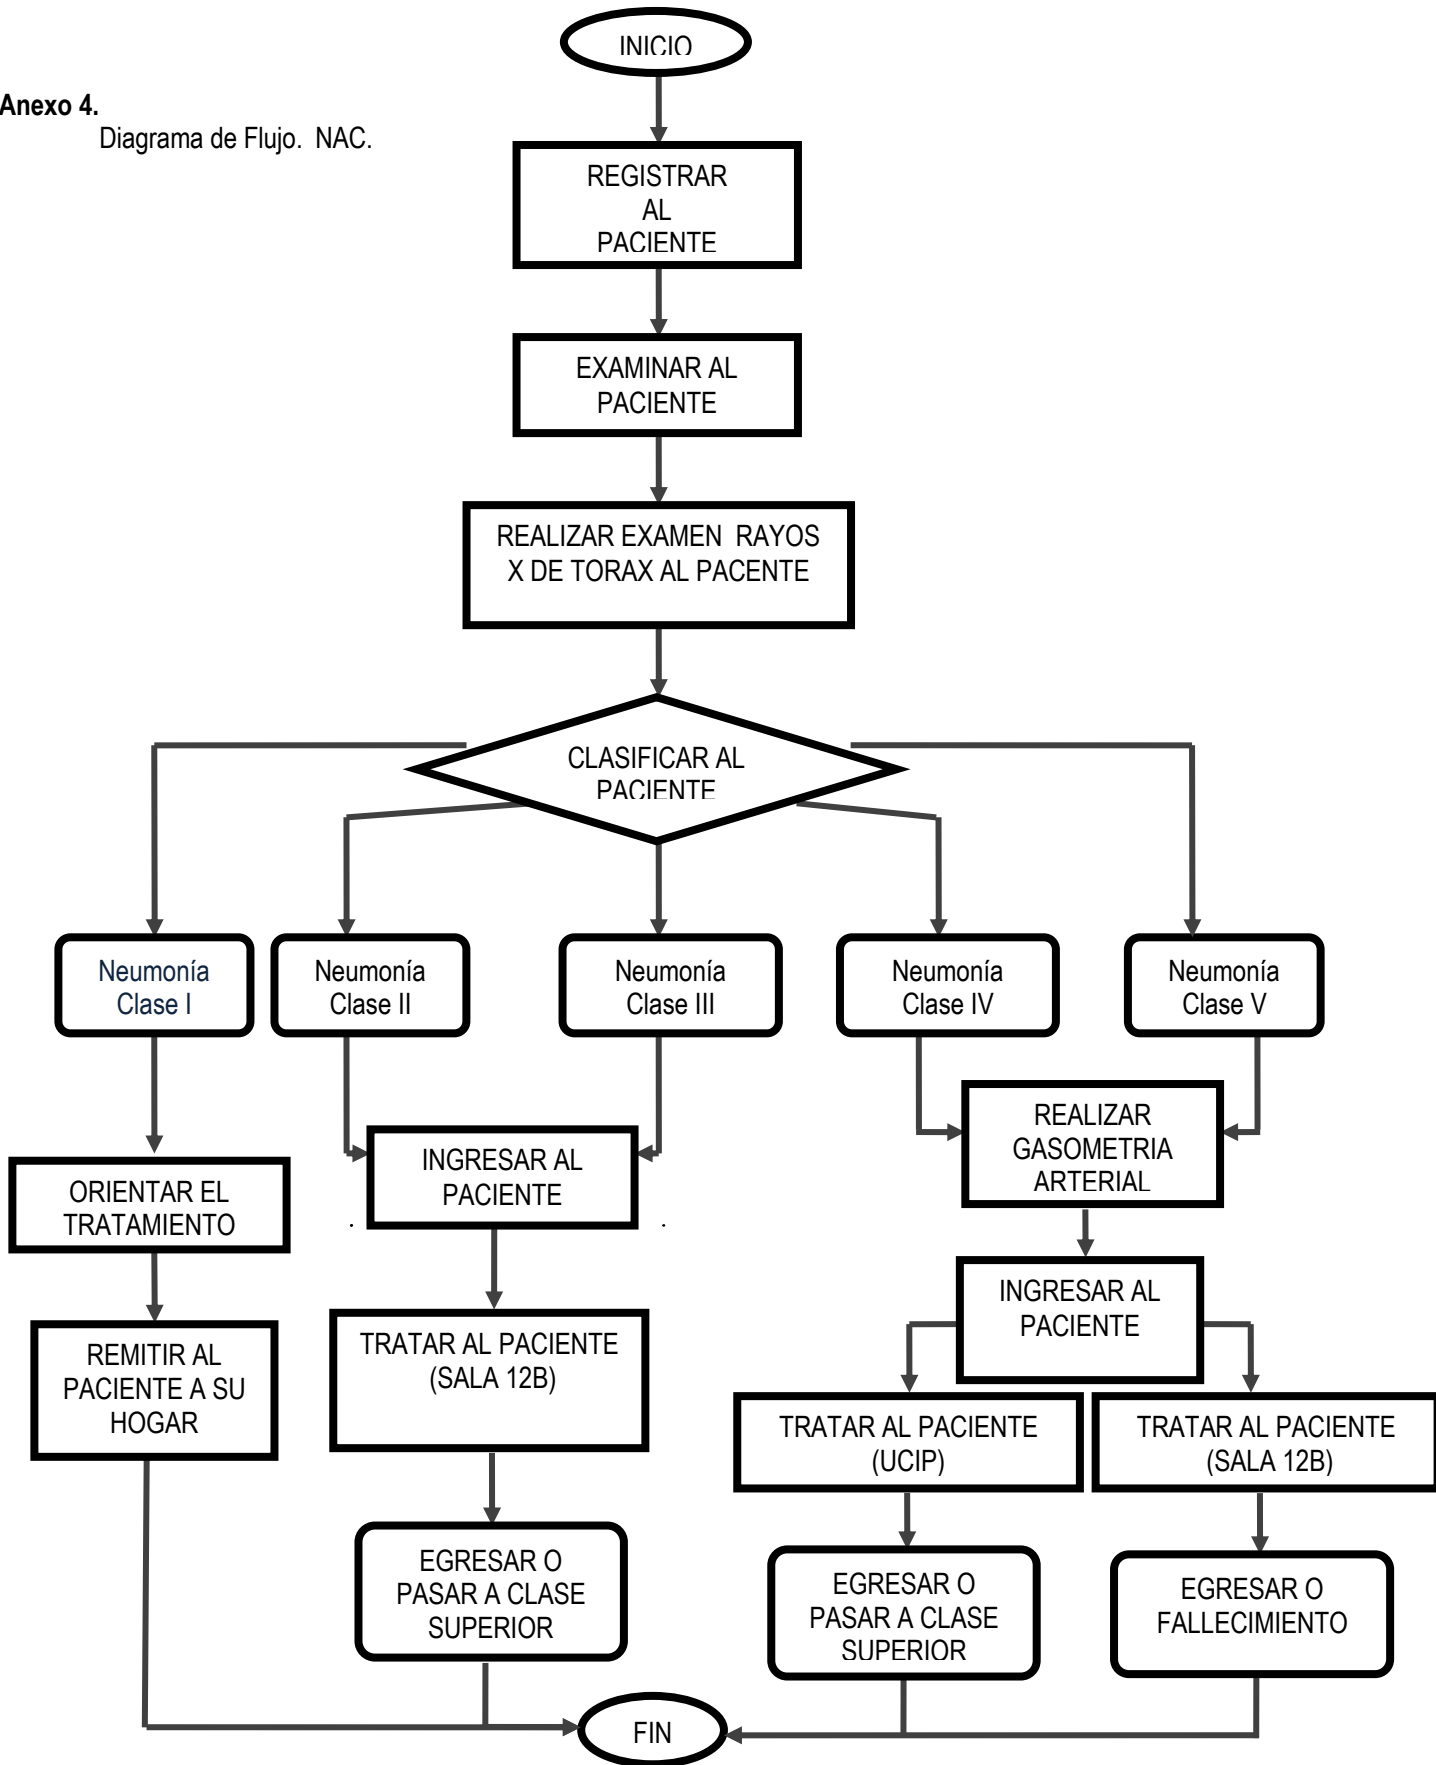 INICIO
Anexo 4.
Diagrama de Flujo. NAC.
REGISTRAR
AL
PACIENTE
EXAMINAR AL
PACIENTE
REALIZAR EXAMEN RAYOS
X DE TORAX AL PACENTE
CLASIFICAR AL
PACIENTE
Neumonía
Clase I
Neumonía
Clase II
Neumonía
Clase III
Neumonía
Clase IV
Neumonía
Clase V
ORIENTAR EL
TRATAMIENTO
INGRESAR AL
PACIENTE
REALIZAR
GASOMETRIA
ARTERIAL
INGRESAR AL
PACIENTE
REMITIR AL
PACIENTE A SU
HOGAR
TRATAR AL PACIENTE
(SALA 12B)
TRATAR AL PACIENTE
(UCIP)
TRATAR AL PACIENTE
(SALA 12B)
EGRESAR O
PASAR A CLASE
SUPERIOR
EGRESAR O
PASAR A CLASE
SUPERIOR
EGRESAR O
FALLECIMIENTO
FIN